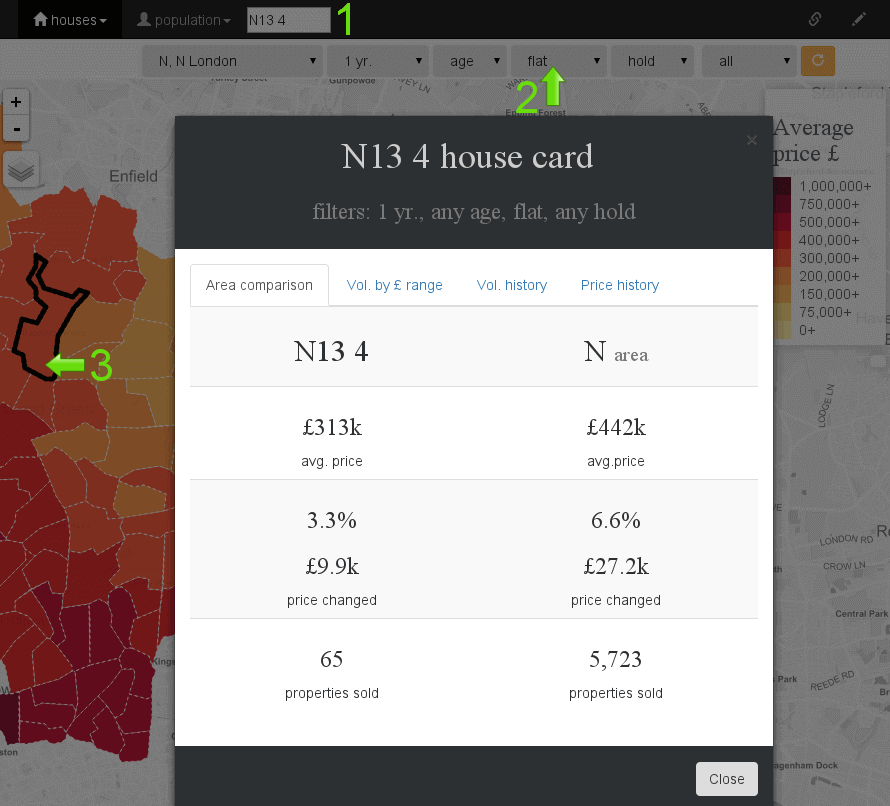 houses population N13 4 1
N, N London 1 yr. age flat hold all
2
+
-
Enfield
Average
price £
1,000,000+
750,000+
500,000+
400,000+
300,000+
200,000+
150,000+
75,000+
0+
N13 4 house card ×
filters: 1 yr., any age, flat, any hold
Area comparison Vol. by £ range Vol. history Price history
N13 4 N area
3
£313k £442k
avg. price avg.price
3.3% 6.6%
£9.9k £27.2k
price changed price changed
65 5,723
properties sold properties sold
Close
LODGE LN
LONDON RD
CROW LN
Central Park
Park
REEDE RD
agenham Dock